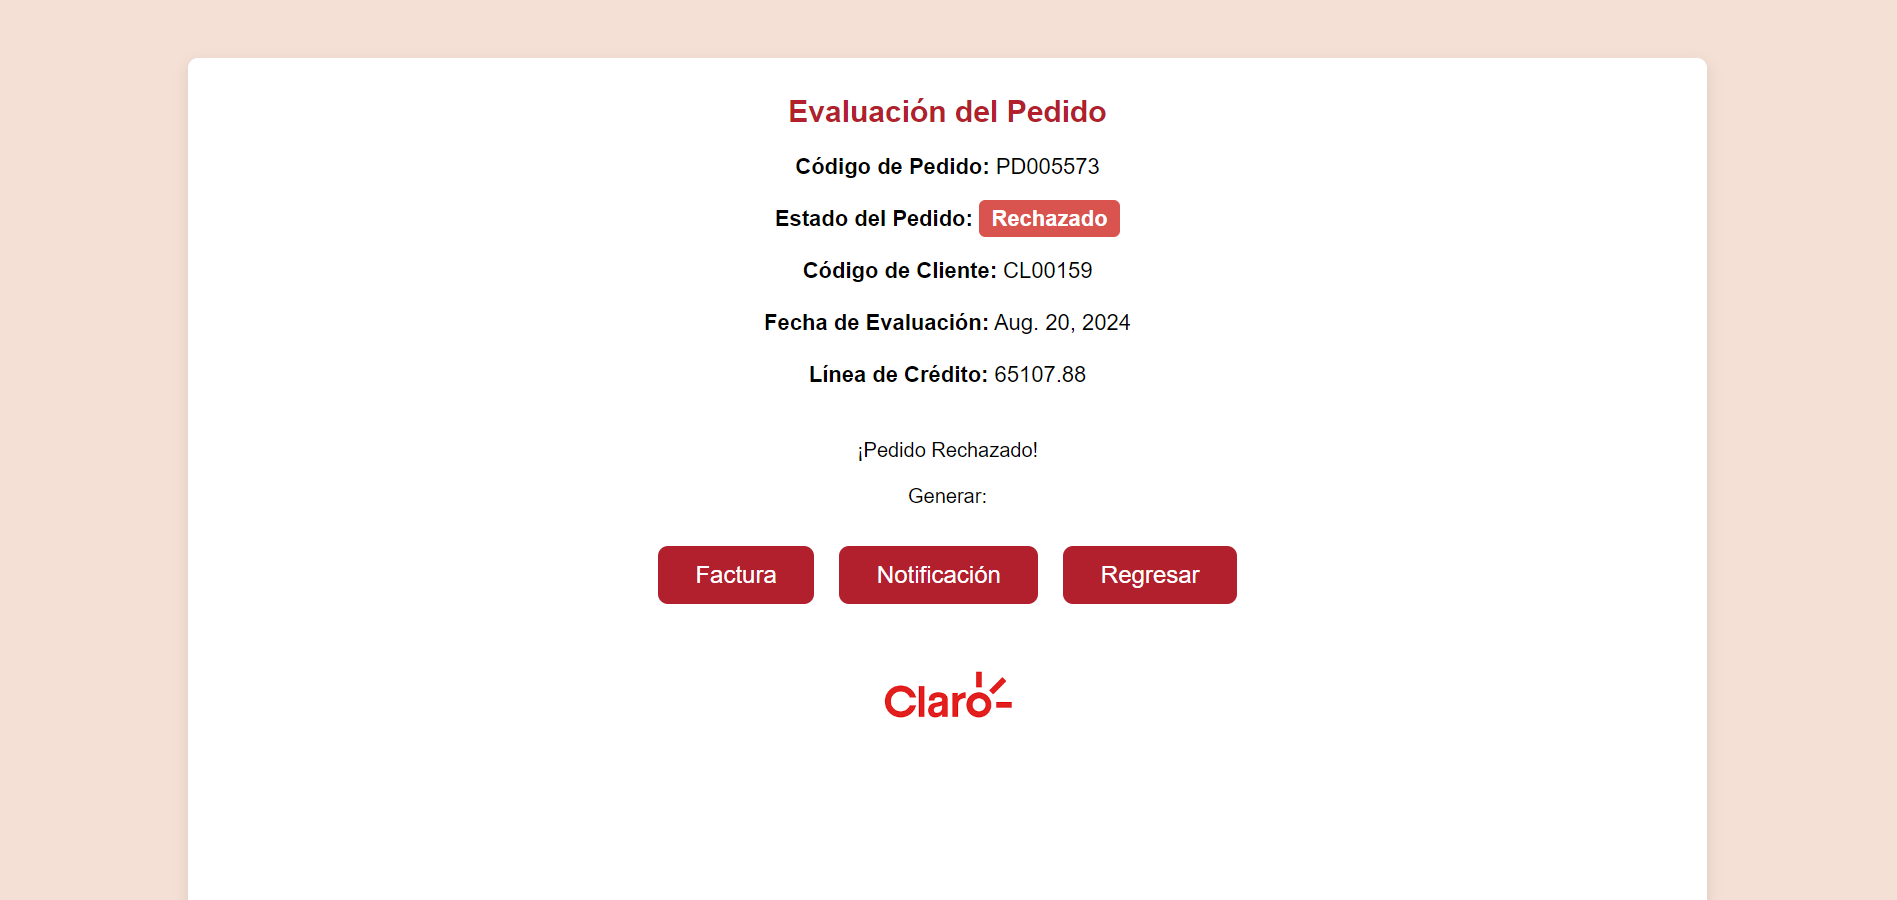 Evaluación del Pedido
Código de Pedido: PD005573
Estado del Pedido: Rechazado
Código de Cliente: CL00159
Fecha de Evaluación: Aug. 20, 2024
Línea de Crédito: 65107.88
¡Pedido Rechazado!
Generar:
Factura Notificación Regresar
Claro